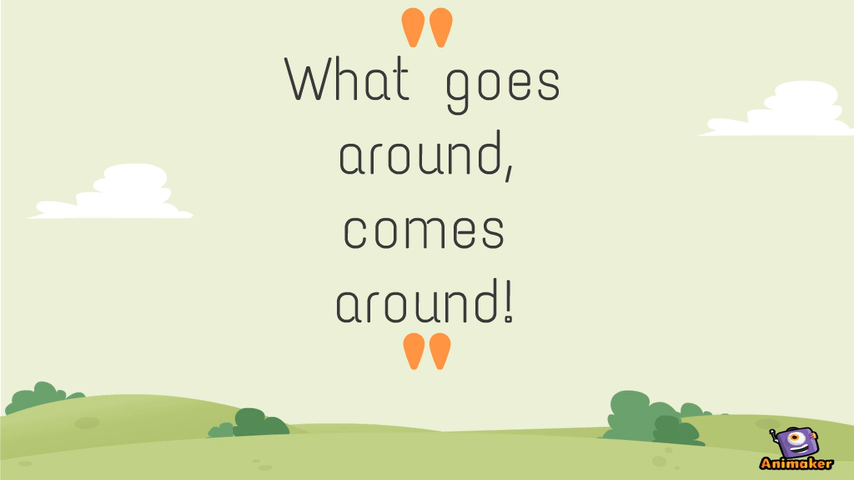 "
What goes
around,
comes
around!
"
Animaker